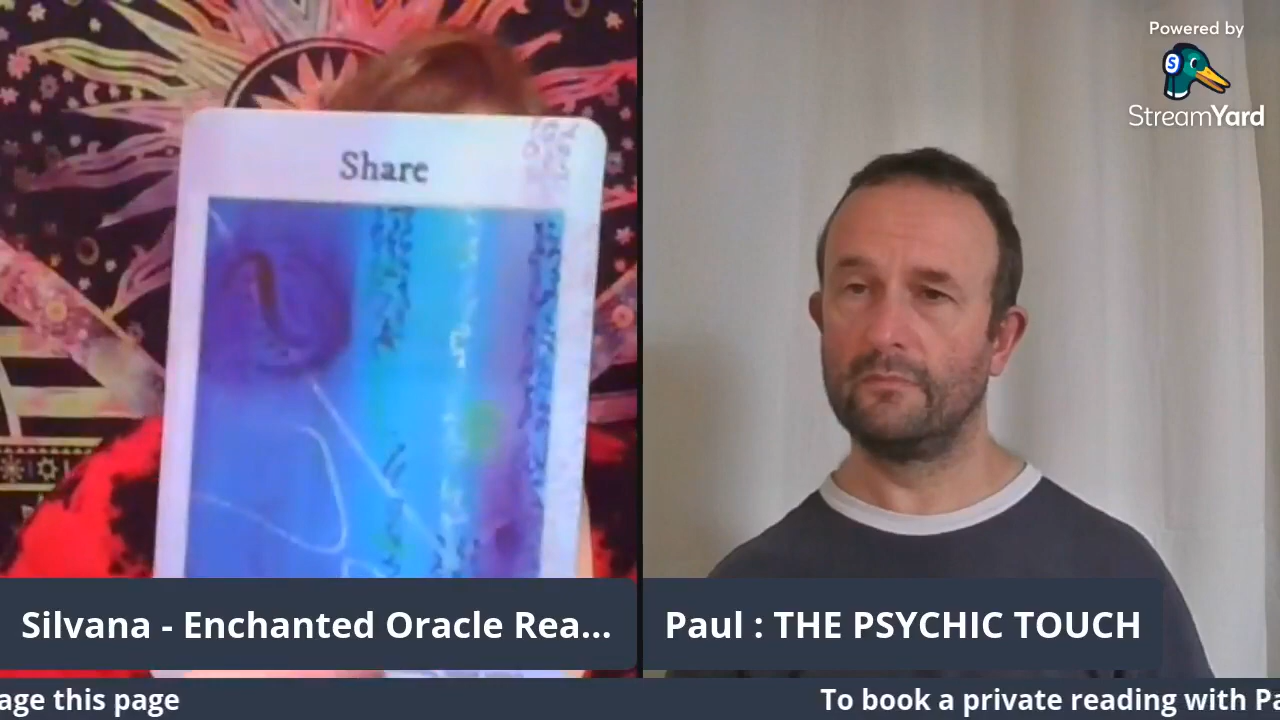 Powered by
S
StreamYard
Share
Silvana - Enchanted Oracle Rea...
Paul : THE PSYCHIC TOUCH
age this page
To book a private reading with Pa